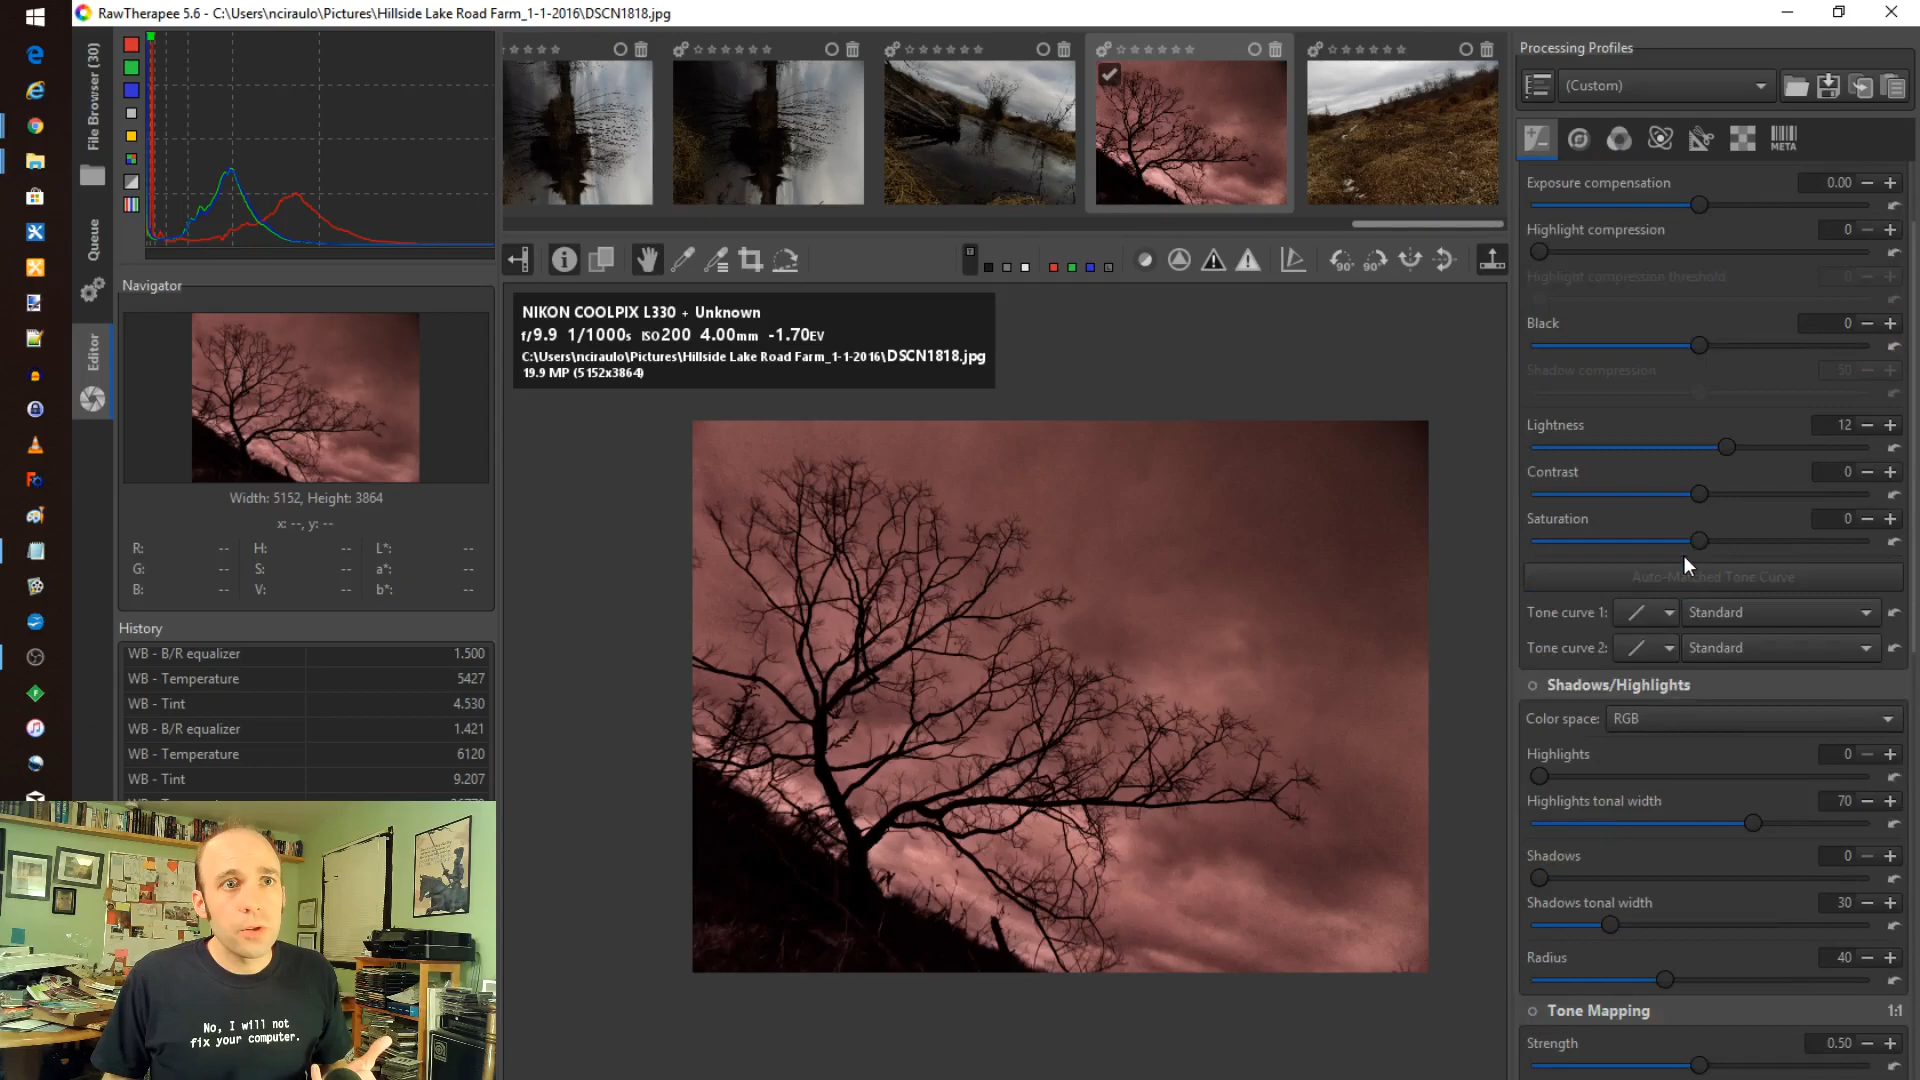 RawTherapee 5.6 - C:\Users\nciraulo\Pictures\Hillside Lake Road Farm_1-1-2016\DSCN1818.jpg
File Browser (30)
Queue
Editor
Navigator
Width: 5152, Height: 3864
x: --, y: --
R: -- H: -- L*: --
G: -- S: -- a*: --
B: -- V: -- b*: --
History
WB - B/R equalizer 1.500
WB - Temperature 5427
WB - Tint 4.530
WB - B/R equalizer 1.421
WB - Temperature 6120
WB - Tint 9.207
No, I will not
fix your computer.
90° 90°
NIKON COOLPIX L330 + Unknown
f/9.9 1/1000s ISO200 4.00mm -1.70EV
C:\Users\nciraulo\Pictures\Hillside Lake Road Farm_1-1-2016\DSCN1818.jpg
19.9 MP (5152x3864)
Processing Profiles
(Custom)
META
Exposure compensation 0.00
Highlight compression 0
Highlight compression threshold 0
Black 0
Shadow compression 50
Lightness 12
Contrast 0
Saturation 0
Auto-Matched Tone Curve
Tone curve 1: Standard
Tone curve 2: Standard
Shadows/Highlights
Color space: RGB
Highlights 0
Highlights tonal width 70
Shadows 0
Shadows tonal width 30
Radius 40
Tone Mapping 1:1
Strength 0.50